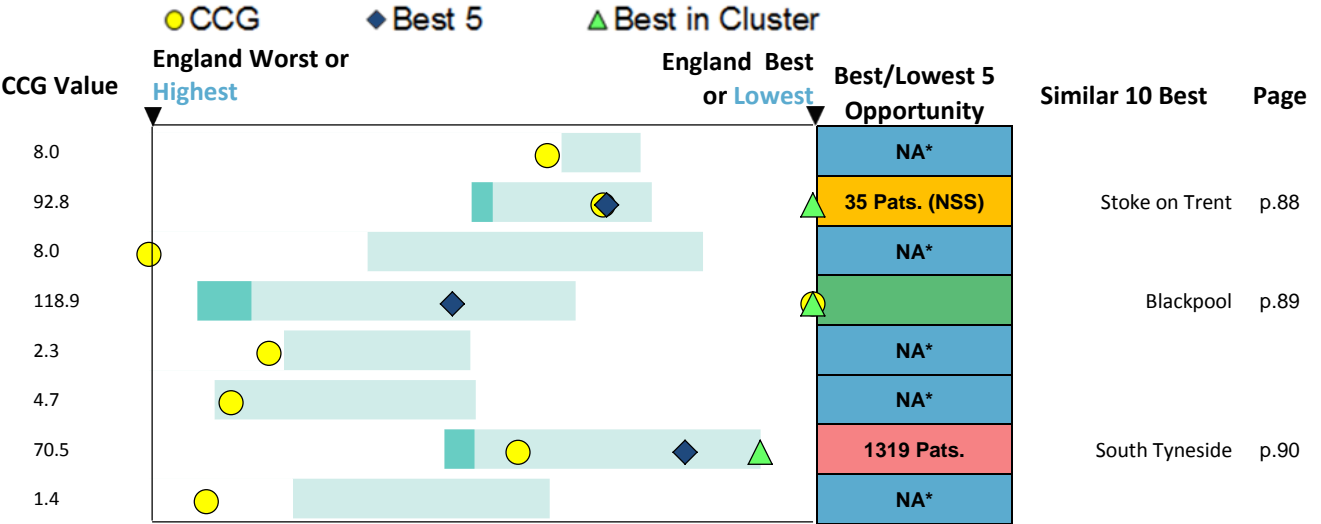 CCG Best 5 Best in Cluster
CCG Value England Worst or Highest England Best or Lowest Best/Lowest 5 Opportunity Similar 10 Best Page
8.0 NA*
92.8 35 Pats. (NSS) Stoke on Trent p.88
8.0 NA*
118.9 Blackpool p.89
2.3 NA*
4.7 NA*
70.5 1319 Pats. South Tyneside p.90
1.4 NA*